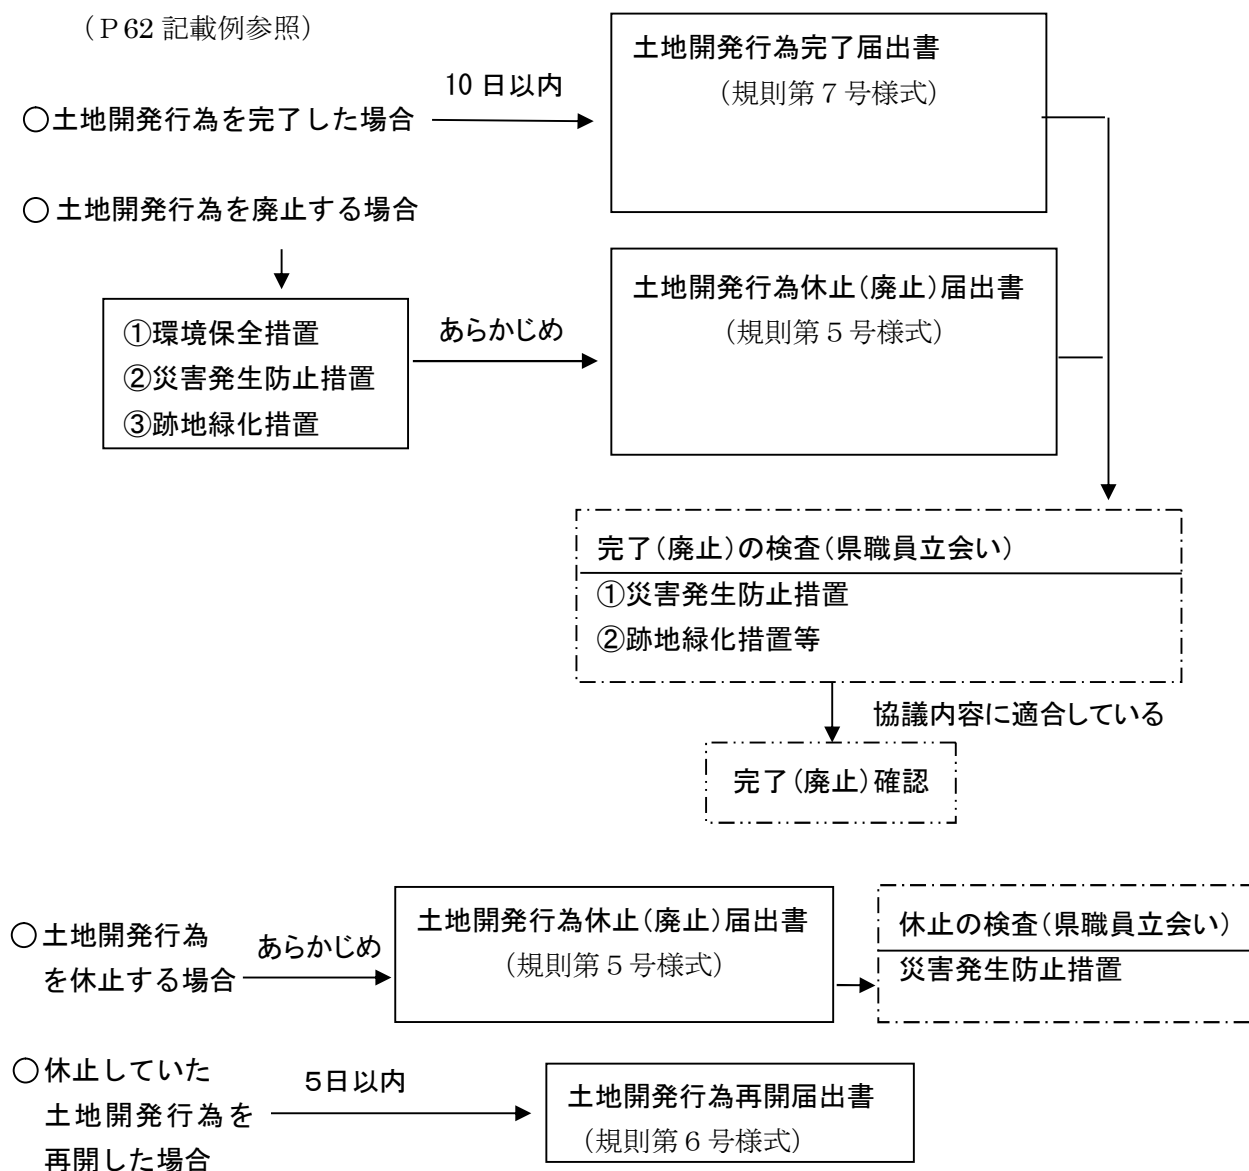 （Ｐ62 記載例参照）
土地開発行為完了届出書
（規則第７号様式）
10 日以内
○土地開発行為を完了した場合
○土地開発行為を廃止する場合
土地開発行為休止（廃止）届出書
（規則第５号様式）
あらかじめ
①環境保全措置
②災害発生防止措置
③跡地緑化措置
完了（廃止）の検査（県職員立会い）
①災害発生防止措置
②跡地緑化措置等
協議内容に適合している
完了（廃止）確認
○土地開発行為
を休止する場合
あらかじめ
土地開発行為休止（廃止）届出書
（規則第５号様式）
休止の検査（県職員立会い）
災害発生防止措置
○休止していた
土地開発行為を
再開した場合
５日以内
土地開発行為再開届出書
（規則第６号様式）